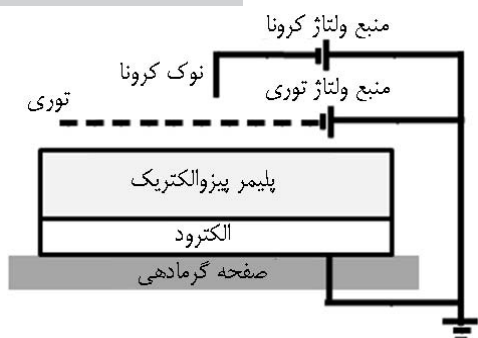 منبع ولتاژ کرونا
نوک کرونا
منبع ولتاژ توری
توری
پلیمر پیزوالکتریک
الکترود
صفحه گرمادهی